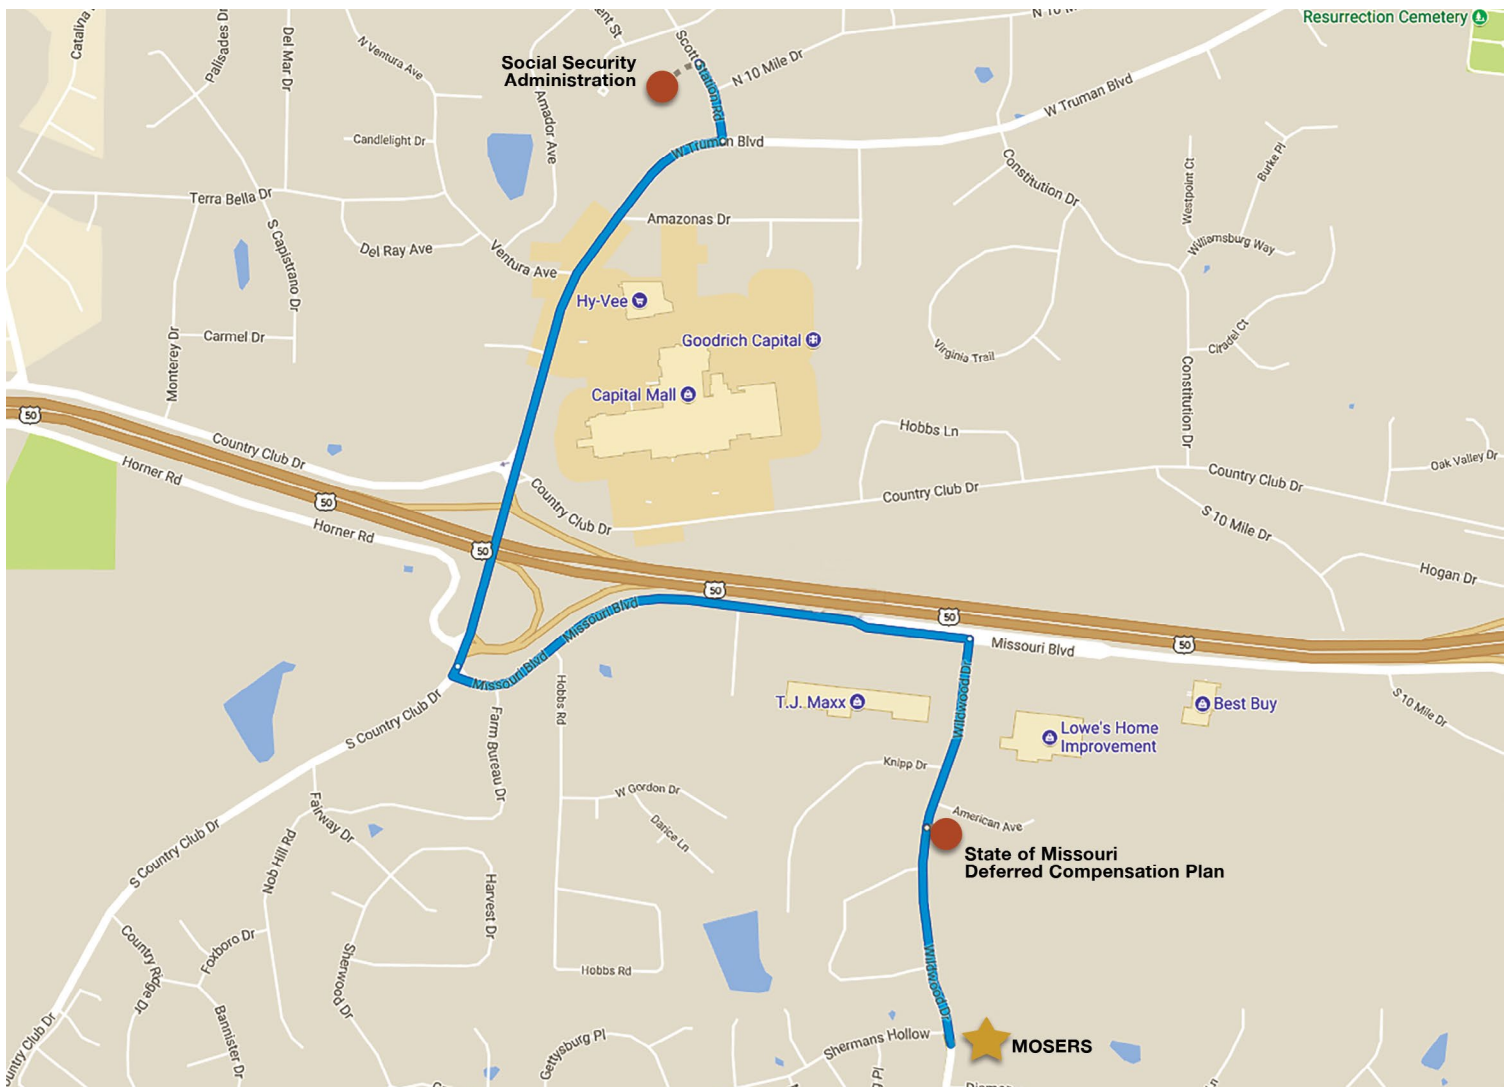 Resurrection Cemetery
Catalina
Palisades Dr
Del Mar Dr
N Ventura Ave
Scott Station Rd
N 10 Mile Dr
Social Security
Administration
Amador Ave
W Truman Blvd
W Truman Blvd
Candlelight Dr
Terra Bella Dr
Constitution Dr
Westpoint Ct
Burke Pl
Amazonas Dr
S Capistrano Dr
Del Ray Ave
Ventura Ave
Williamsburg Way
Hy-Vee
Goodrich Capital
Monterey Dr
Carmel Dr
Virginia Trail
Citadel Ct
Capital Mall
Constitution Dr
50
Country Club Dr
Hobbs Ln
Oak Valley Dr
Horner Rd
50
Country Club Dr
Country Club Dr
Country Club Dr
Horner Rd
S 10 Mile Dr
50
Hogan Dr
50
50
50
Missouri Blvd
Missouri Blvd
Missouri Blvd
S Country Club Dr
Hobbs Rd
Farm Bureau Dr
T.J. Maxx
Wildwood Dr
Best Buy
S 10 Mile Dr
Lowe's Home
Improvement
Knipp Dr
W Gordon Dr
American Ave
Fairway Dr
Darice Ln
S Country Club Dr
Nob Hill Rd
State of Missouri
Deferred Compensation Plan
Harvest Dr
Country Ridge Dr
Foxboro Dr
Sherwood Dr
Hobbs Rd
Wildwood Dr
Bannister Dr
Gettysburg Pl
Shermans Hollow
MOSERS